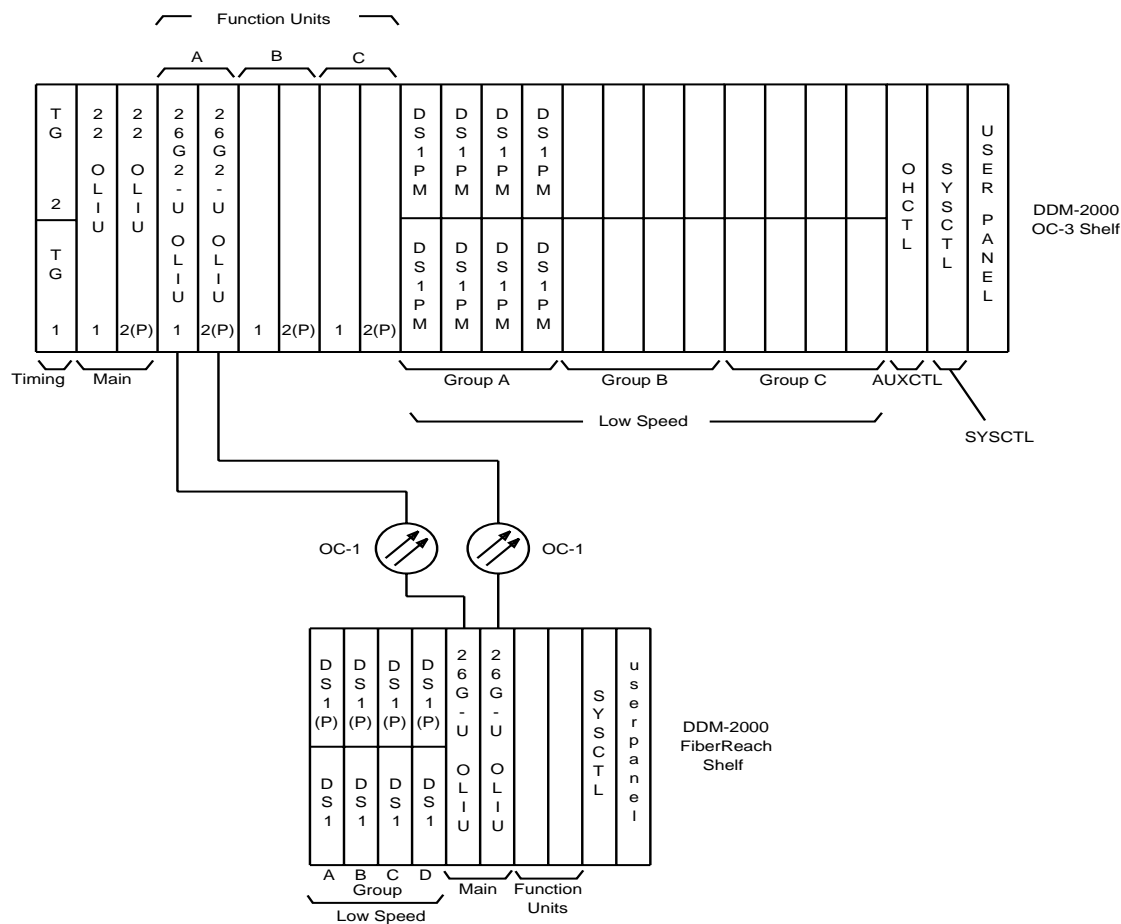 Function Units
A B C
TG 2
TG 1
22 OLIU 1
22 OLIU 2(P)
26G2-U OLIU 1
26G2-U OLIU 2(P)
1 2(P)
1 2(P)
DS1PM DS1PM DS1PM DS1PM
DS1PM DS1PM DS1PM DS1PM
OHCTL
SYSCTL
USER PANEL
DDM-2000
OC-3 Shelf
Timing Main Group A Group B Group C AUXCTL
Low Speed
SYSCTL
OC-1 OC-1
DS1(P) DS1(P) DS1(P) DS1(P)
DS1 DS1 DS1 DS1
26G-U OLIU
26G-U OLIU
SYSCTL
userpanel
DDM-2000
FiberReach
Shelf
A B C D
Group
Low Speed
Main
Function
Units